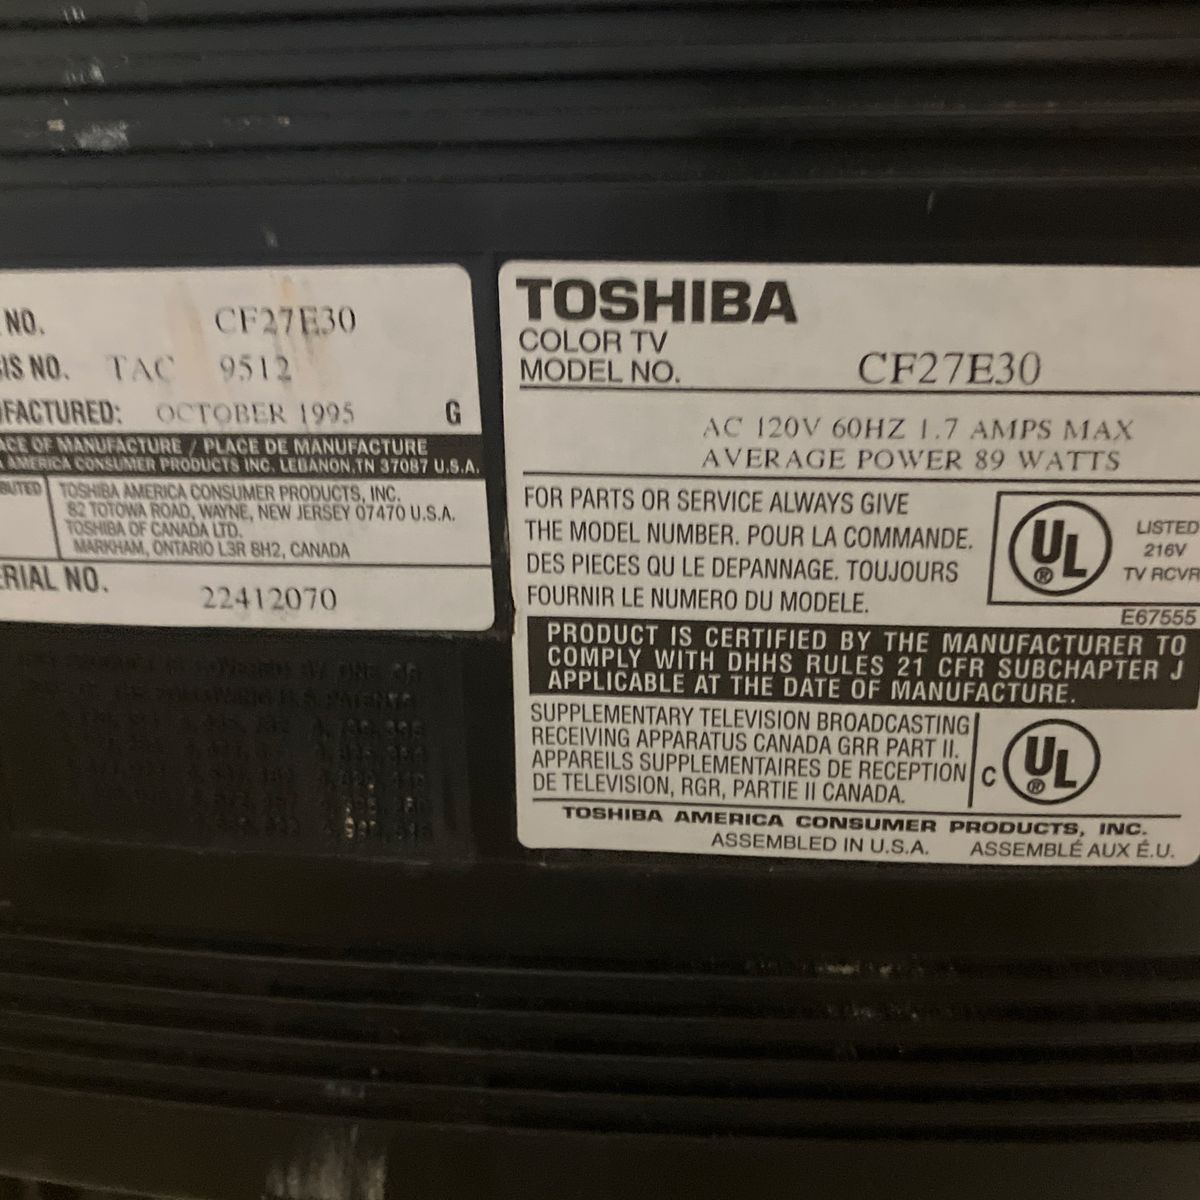 NO. CF27E30
IS NO. TAC 9512
FACTURED: OCTOBER 1995 G
ACE OF MANUFACTURE / PLACE DE MANUFACTURE
AMERICA CONSUMER PRODUCTS INC. LEBANON,TN 37087 U.S.A.
BUTED
TOSHIBA AMERICA CONSUMER PRODUCTS, INC.
82 TOTOWA ROAD, WAYNE, NEW JERSEY 07470 U.S.A.
TOSHIBA OF CANADA LTD.
MARKHAM, ONTARIO L3R 8H2, CANADA
ERIAL NO. 22412070
TOSHIBA
COLOR TV
MODEL NO. CF27E30
AC 120V 60HZ 1.7 AMPS MAX
AVERAGE POWER 89 WATTS
FOR PARTS OR SERVICE ALWAYS GIVE
THE MODEL NUMBER. POUR LA COMMANDE.
DES PIECES QU LE DEPANNAGE. TOUJOURS
FOURNIR LE NUMERO DU MODELE.
UL ®
LISTED
216V
TV RCVR
E67555
PRODUCT IS CERTIFIED BY THE MANUFACTURER TO
COMPLY WITH DHHS RULES 21 CFR SUBCHAPTER J
APPLICABLE AT THE DATE OF MANUFACTURE.
SUPPLEMENTARY TELEVISION BROADCASTING
RECEIVING APPARATUS CANADA GRR PART II.
APPAREILS SUPPLEMENTAIRES DE RECEPTION
DE TELEVISION, RGR, PARTIE II CANADA.
C UL ®
TOSHIBA AMERICA CONSUMER PRODUCTS, INC.
ASSEMBLED IN U.S.A. ASSEMBLÉ AUX É.U.